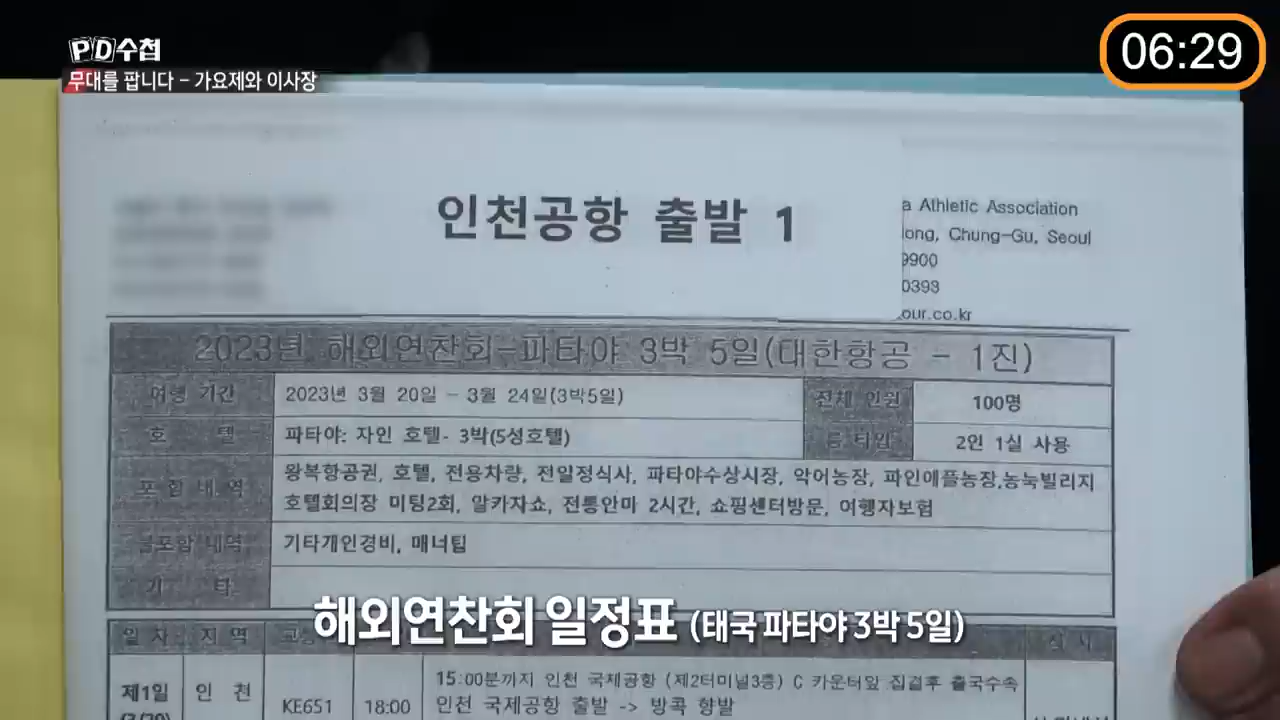 PD수첩
무대를 팝니다 - 가요제와 이사장
06:29
인천공항 출발 1
a Athletic Association
ong, Chung-Gu, Seoul
9900
0393
our.co.kr
2023년 해외연찬회-파타야 3박 5일(대한항공 - 1진)
여행 기간 2023년 3월 20일 - 3월 24일(3박5일) 전체 인원 100명
호 텔 파타야: 자인 호텔- 3박(5성호텔) 룸 타입 2인 1실 사용
포 함 내 역 왕복항공권, 호텔, 전용차량, 전일정식사, 파타야수상시장, 악어농장, 파인애플농장,농눅빌리지
호텔회의장 미팅2회, 알카자쇼, 전통안마 2시간, 쇼핑센터방문, 여행자보험
불포함 내역 기타개인경비, 매너팁
기 타
해외연찬회 일정표 (태국 파타야 3박 5일)
일 자 지 역 식 사
제1일 인 천 KE651 18:00 15:00분까지 인천 국제공항 (제2터미널3층) C 카운터앞 집결후 출국수속
(3/20) 인천 국제공항 출발 -> 방콕 향발